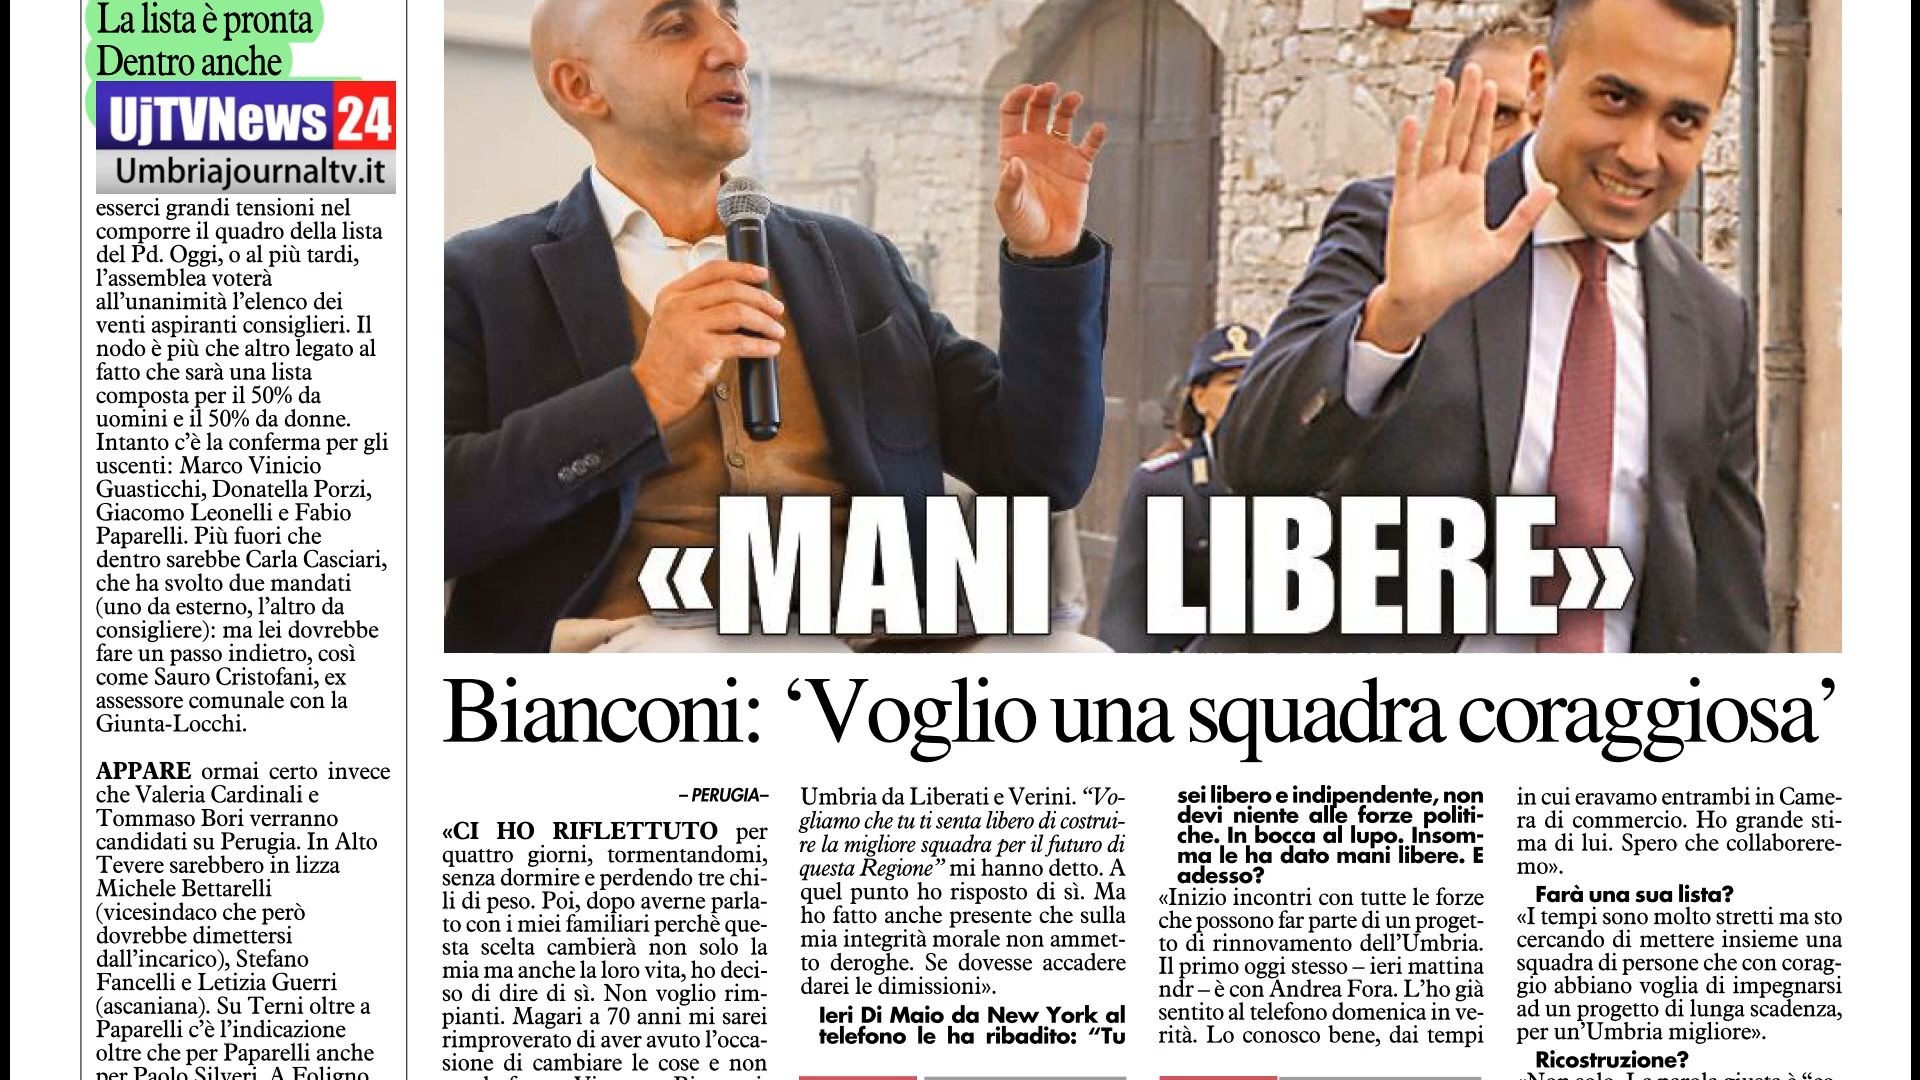 La lista è pronta
Dentro anche
UjTVNews 24
Umbriajournaltv.it
esserci grandi tensioni nel
comporre il quadro della lista
del Pd. Oggi, o al più tardi,
l'assemblea voterà
all'unanimità l'elenco dei
venti aspiranti consiglieri. Il
nodo è più che altro legato al
fatto che sarà una lista
composta per il 50% da
uomini e il 50% da donne.
Intanto c'è la conferma per gli
uscenti: Marco Vinicio
Guasticchi, Donatella Porzi,
Giacomo Leonelli e Fabio
Paparelli. Più fuori che
dentro sarebbe Carla Casciari,
che ha svolto due mandati
(uno da esterno, l'altro da
consigliere): ma lei dovrebbe
fare un passo indietro, così
come Sauro Cristofani, ex
assessore comunale con la
Giunta-Locchi.
APPARE ormai certo invece
che Valeria Cardinali e
Tommaso Bori verranno
candidati su Perugia. In Alto
Tevere sarebbero in lizza
Michele Bettarelli
(vicesindaco che però
dovrebbe dimettersi
dall'incarico), Stefano
Fancelli e Letizia Guerri
(ascaniana). Su Terni oltre a
Paparelli c'è l'indicazione
oltre che per Paparelli anche
per Paolo Silveri. A Foligno
«MANI LIBERE»
Bianconi: ‘Voglio una squadra coraggiosa’
– PERUGIA –
«CI HO RIFLETTUTO per
quattro giorni, tormentandomi,
senza dormire e perdendo tre chi-
li di peso. Poi, dopo averne parla-
to con i miei familiari perchè que-
sta scelta cambierà non solo la
mia ma anche la loro vita, ho deci-
so di dire di sì. Non voglio rim-
pianti. Magari a 70 anni mi sarei
rimproverato di aver avuto l'occa-
sione di cambiare le cose e non
Umbria da Liberati e Verini. “Vo-
gliamo che tu ti senta libero di costrui-
re la migliore squadra per il futuro di
questa Regione” mi hanno detto. A
quel punto ho risposto di sì. Ma
ho fatto anche presente che sulla
mia integrità morale non ammet-
to deroghe. Se dovesse accadere
darei le dimissioni».
Ieri Di Maio da New York al
telefono le ha ribadito: “Tu
sei libero e indipendente, non
devi niente alle forze politi-
che. In bocca al lupo. Insom-
ma le ha dato mani libere. E
adesso?
«Inizio incontri con tutte le forze
che possono far parte di un proget-
to di rinnovamento dell'Umbria.
Il primo oggi stesso – ieri mattina
ndr – è con Andrea Fora. L'ho già
sentito al telefono domenica in ve-
rità. Lo conosco bene, dai tempi
in cui eravamo entrambi in Came-
ra di commercio. Ho grande sti-
ma di lui. Spero che collaborere-
mo».
Farà una sua lista?
«I tempi sono molto stretti ma sto
cercando di mettere insieme una
squadra di persone che con corag-
gio abbiano voglia di impegnarsi
ad un progetto di lunga scadenza,
per un'Umbria migliore».
Ricostruzione?